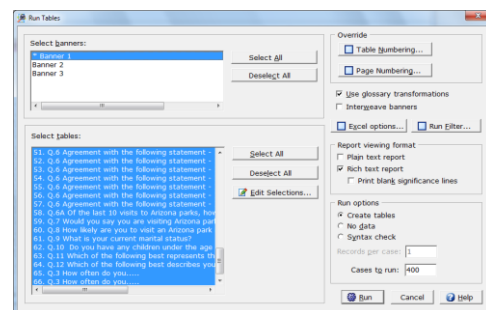 Run Tables
Select banners:
* Banner 1
Banner 2
Banner 3
Select All
Deselect All
Select tables:
51. Q.6 Agreement with the following statement -
52. Q.6 Agreement with the following statement -
53. Q.6 Agreement with the following statement -
54. Q.6 Agreement with the following statement -
55. Q.6 Agreement with the following statement -
56. Q.6 Agreement with the following statement -
57. Q.6 Agreement with the following statement -
58. Q.6A Of the last 10 visits to Arizona parks, how
59. Q.7 Would you say you are visiting Arizona par
60. Q.8 How likely are you to visit an Arizona park
61. Q.9 What is your current marital status?
62. Q.10 Do you have any children under the age
63. Q.11 Which of the following best represents th
64. Q.12 Which of the following best describes you
65. Q.3 How often do you.....
66. Q.3 How often do you.....
Select All
Deselect All
Edit Selections...
Override
Table Numbering...
Page Numbering...
Use glossary transformations
Interweave banners
Excel options...
Run Filter...
Report viewing format
Plain text report
Rich text report
Print blank significance lines
Run options
Create tables
No data
Syntax check
Records per case: 1
Cases to run: 400
Run
Cancel
Help